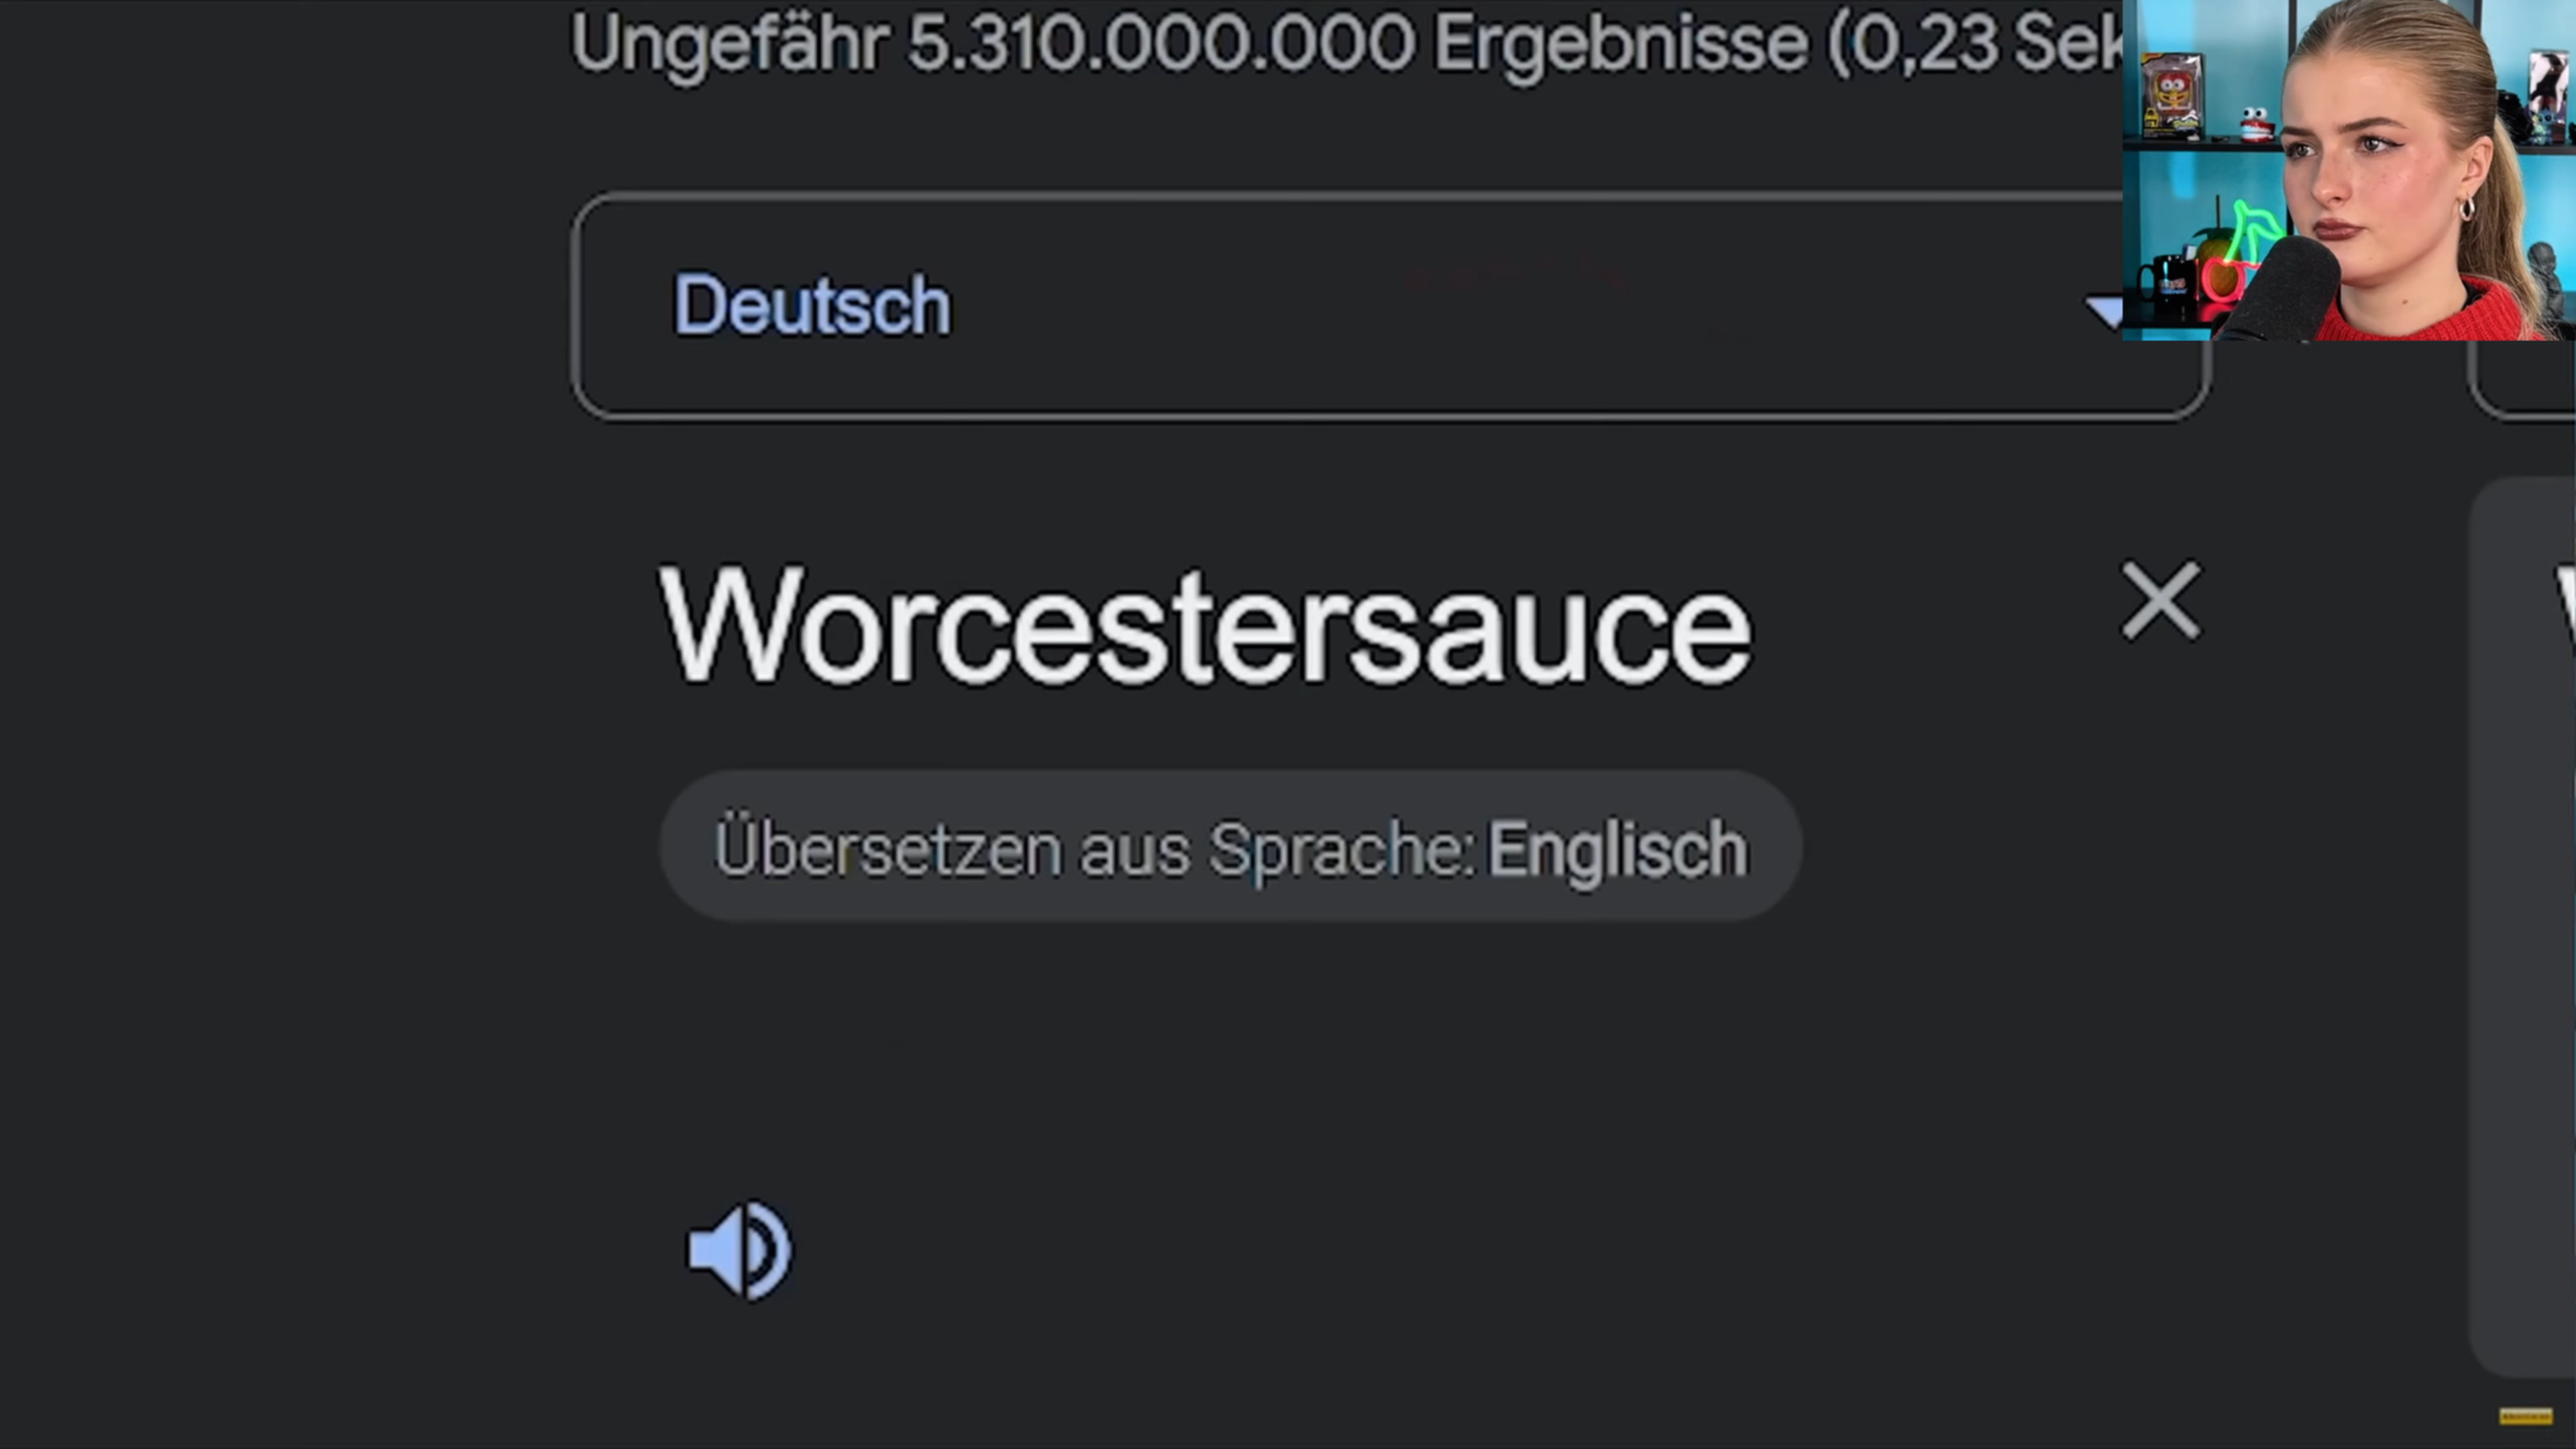 Ungefähr 5.310.000.000 Ergebnisse (0,23 Sek
Deutsch
Worcestersauce
Übersetzen aus Sprache: Englisch